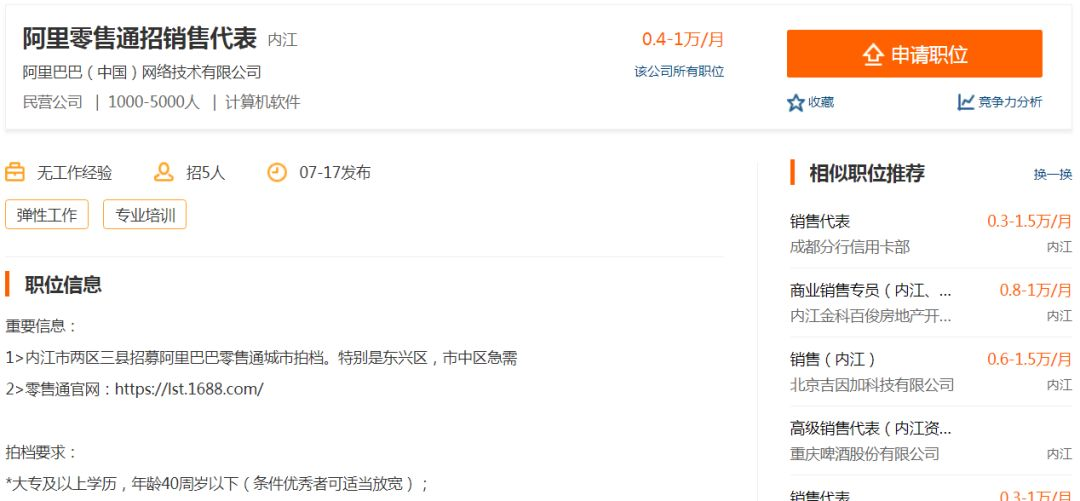 阿里零售通招销售代表 内江
0.4-1万/月
申请职位
阿里巴巴（中国）网络技术有限公司
该公司所有职位
民营公司 | 1000-5000人 | 计算机软件
收藏
竞争力分析
无工作经验 招5人 07-17发布
弹性工作 专业培训
职位信息
重要信息：
1>内江市两区三县招募阿里巴巴零售通城市拍档。特别是东兴区，市中区急需
2>零售通官网：https://lst.1688.com/
拍档要求：
*大专及以上学历，年龄40周岁以下（条件优秀者可适当放宽）；
相似职位推荐 换一换
销售代表 0.3-1.5万/月
成都分行信用卡部 内江
商业销售专员（内江、... 0.8-1万/月
内江金科百俊房地产开... 内江
销售（内江） 0.6-1.5万/月
北京吉因加科技有限公司 内江
高级销售代表（内江资...
重庆啤酒股份有限公司 内江
销售代表 0.3-1万/月